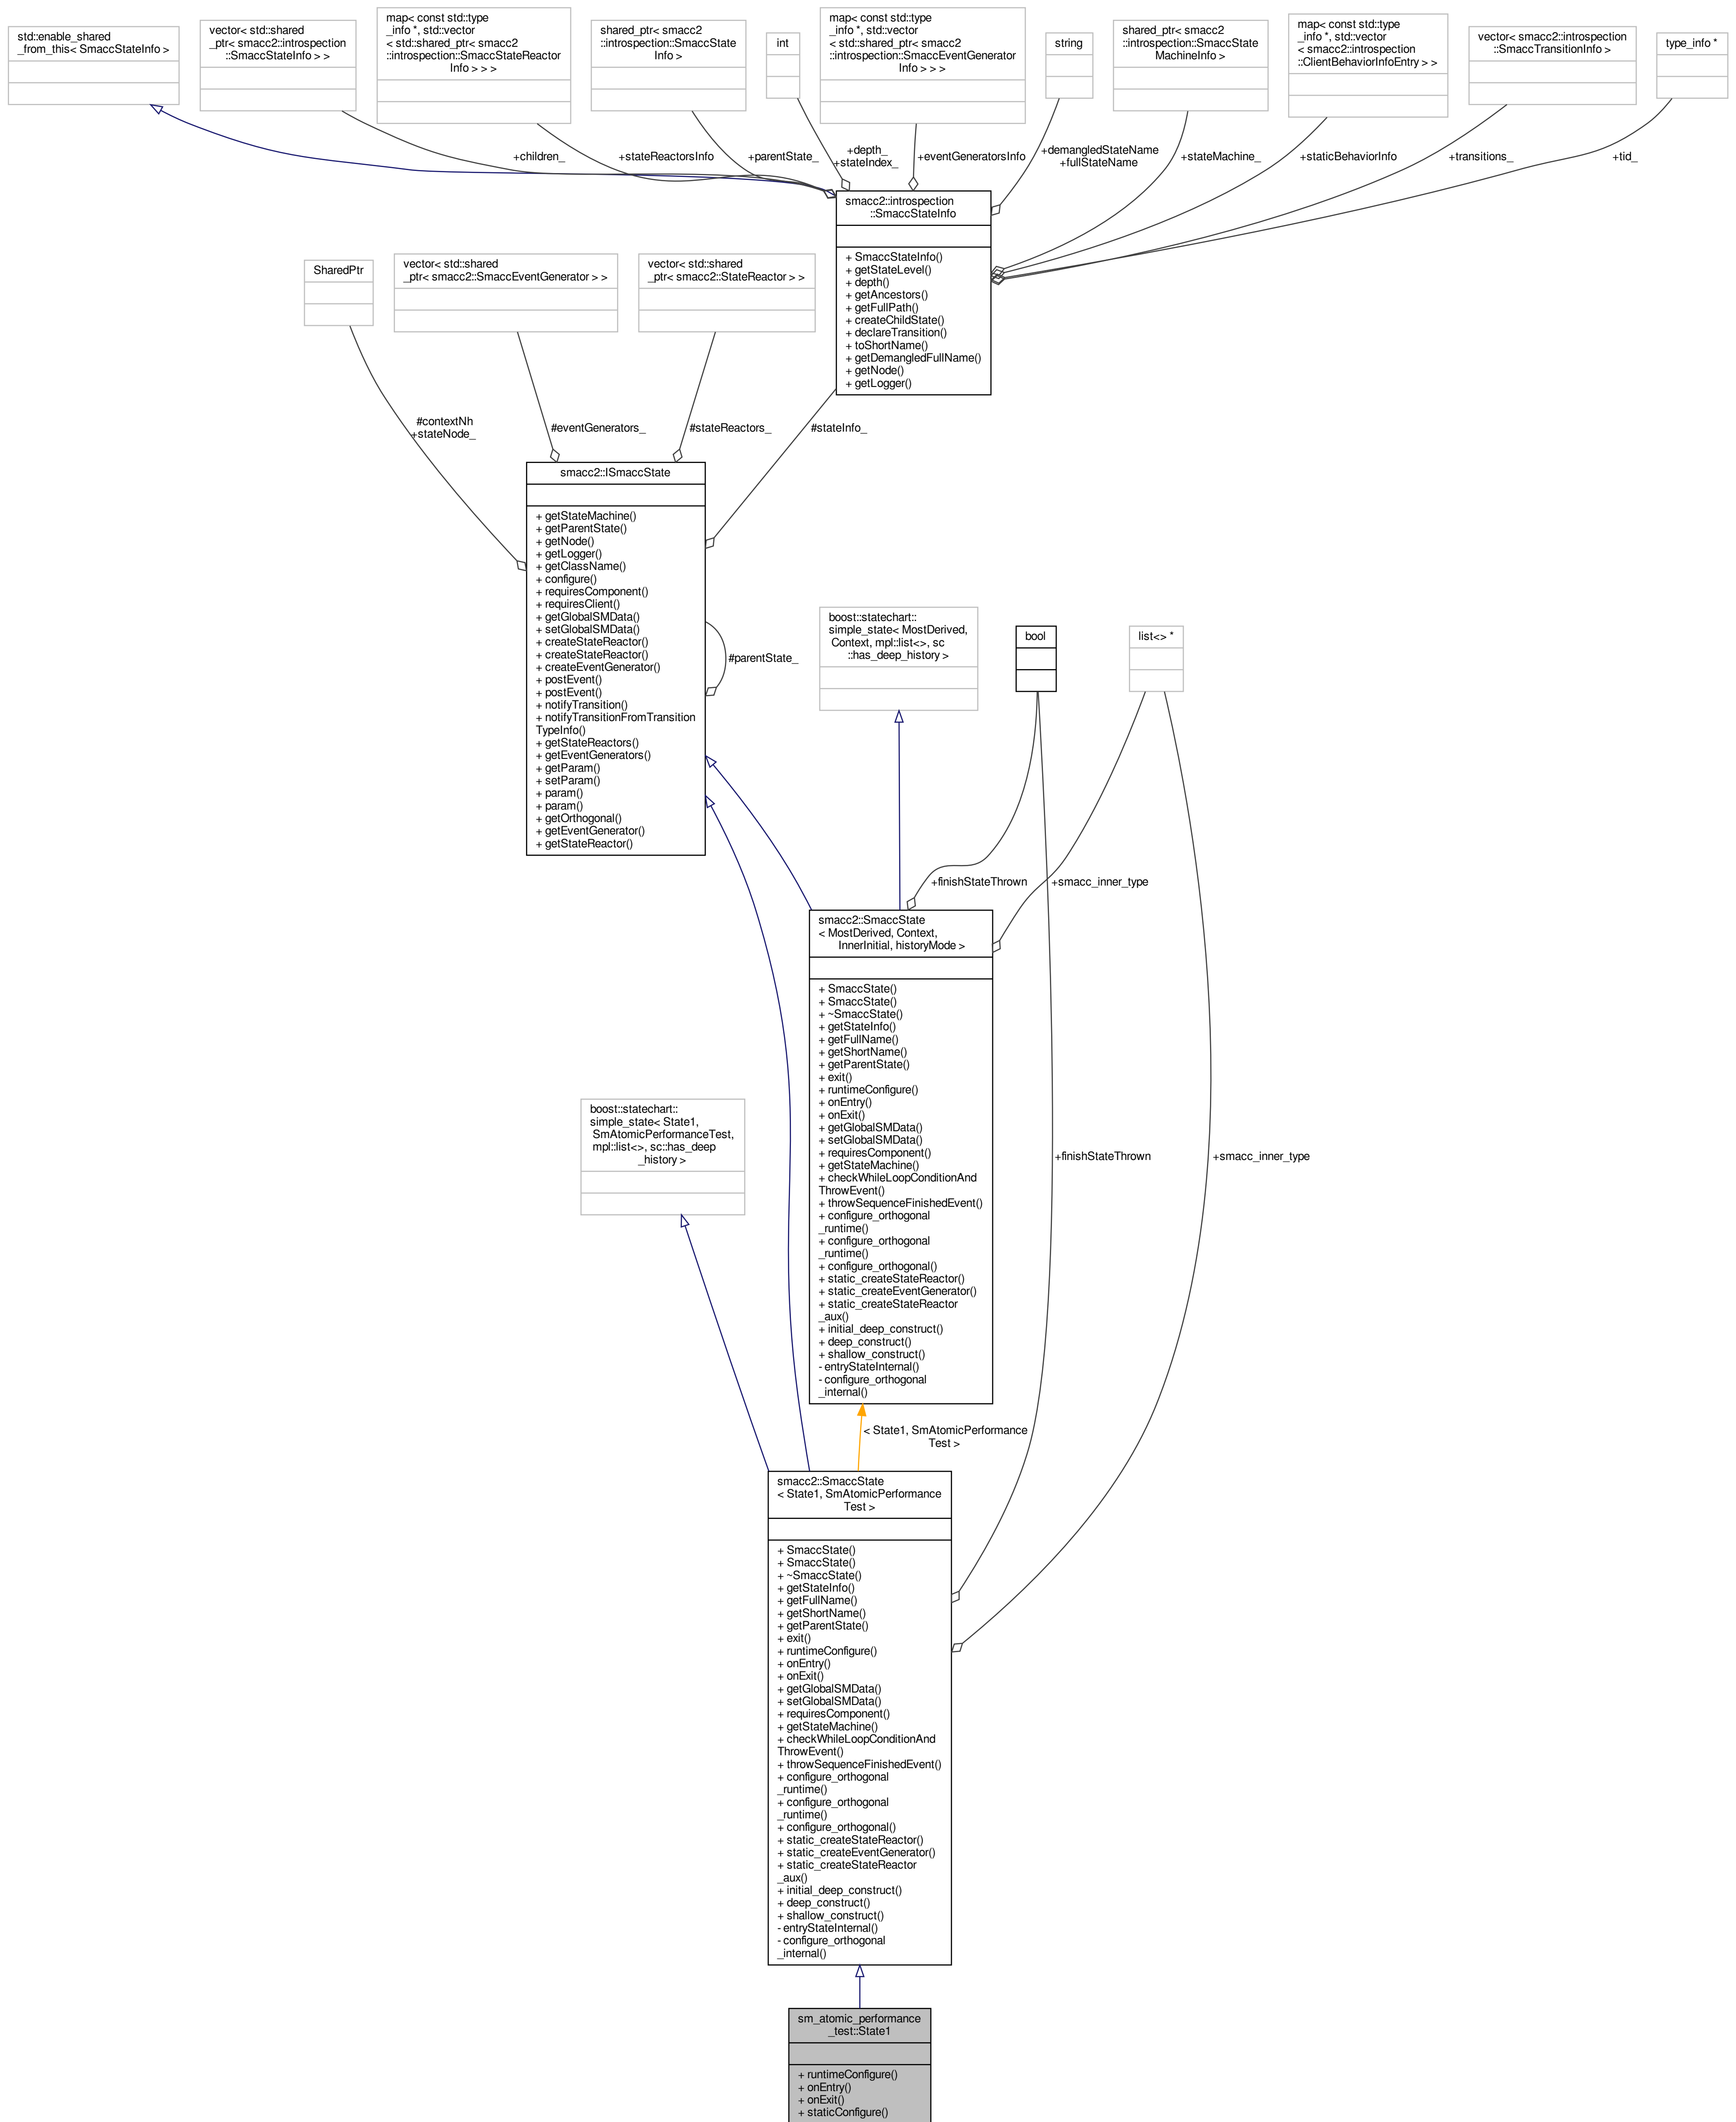 std::enable_shared
_from_this< SmaccStateInfo >
vector< std::shared
_ptr< smacc2::introspection
::SmaccStateInfo > >
map< const std::type
_info *, std::vector
< std::shared_ptr< smacc2
::introspection::SmaccStateReactor
Info > > >
shared_ptr< smacc2
::introspection::SmaccState
Info >
int
map< const std::type
_info *, std::vector
< std::shared_ptr< smacc2
::introspection::SmaccEventGenerator
Info > > >
string
shared_ptr< smacc2
::introspection::SmaccState
MachineInfo >
map< const std::type
_info *, std::vector
< smacc2::introspection
::ClientBehaviorInfoEntry > >
vector< smacc2::introspection
::SmaccTransitionInfo >
type_info *
+children_
+stateReactorsInfo
+parentState_
+depth_
+stateIndex_
+eventGeneratorsInfo
+demangledStateName
+fullStateName
+stateMachine_
+staticBehaviorInfo
+transitions_
+tid_
smacc2::introspection
::SmaccStateInfo
+ SmaccStateInfo()
+ getStateLevel()
+ depth()
+ getAncestors()
+ getFullPath()
+ createChildState()
+ declareTransition()
+ toShortName()
+ getDemangledFullName()
+ getNode()
+ getLogger()
SharedPtr
vector< std::shared
_ptr< smacc2::SmaccEventGenerator > >
vector< std::shared
_ptr< smacc2::StateReactor > >
#contextNh
+stateNode_
#eventGenerators_
#stateReactors_
#stateInfo_
smacc2::ISmaccState
+ getStateMachine()
+ getParentState()
+ getNode()
+ getLogger()
+ getClassName()
+ configure()
+ requiresComponent()
+ requiresClient()
+ getGlobalSMData()
+ setGlobalSMData()
+ createStateReactor()
+ createStateReactor()
+ createEventGenerator()
+ postEvent()
+ postEvent()
+ notifyTransition()
+ notifyTransitionFromTransition
TypeInfo()
+ getStateReactors()
+ getEventGenerators()
+ getParam()
+ setParam()
+ param()
+ param()
+ getOrthogonal()
+ getEventGenerator()
+ getStateReactor()
#parentState_
boost::statechart::
simple_state< MostDerived,
Context, mpl::list<>, sc
::has_deep_history >
bool
list<> *
+finishStateThrown
+smacc_inner_type
smacc2::SmaccState
< MostDerived, Context,
InnerInitial, historyMode >
+ SmaccState()
+ SmaccState()
+ ~SmaccState()
+ getStateInfo()
+ getFullName()
+ getShortName()
+ getParentState()
+ exit()
+ runtimeConfigure()
+ onEntry()
+ onExit()
+ getGlobalSMData()
+ setGlobalSMData()
+ requiresComponent()
+ getStateMachine()
+ checkWhileLoopConditionAnd
ThrowEvent()
+ throwSequenceFinishedEvent()
+ configure_orthogonal
_runtime()
+ configure_orthogonal
_runtime()
+ configure_orthogonal()
+ static_createStateReactor()
+ static_createEventGenerator()
+ static_createStateReactor
_aux()
+ initial_deep_construct()
+ deep_construct()
+ shallow_construct()
- entryStateInternal()
- configure_orthogonal
_internal()
boost::statechart::
simple_state< State1,
SmAtomicPerformanceTest,
mpl::list<>, sc::has_deep
_history >
+finishStateThrown
+smacc_inner_type
< State1, SmAtomicPerformance
Test >
smacc2::SmaccState
< State1, SmAtomicPerformance
Test >
+ SmaccState()
+ SmaccState()
+ ~SmaccState()
+ getStateInfo()
+ getFullName()
+ getShortName()
+ getParentState()
+ exit()
+ runtimeConfigure()
+ onEntry()
+ onExit()
+ getGlobalSMData()
+ setGlobalSMData()
+ requiresComponent()
+ getStateMachine()
+ checkWhileLoopConditionAnd
ThrowEvent()
+ throwSequenceFinishedEvent()
+ configure_orthogonal
_runtime()
+ configure_orthogonal
_runtime()
+ configure_orthogonal()
+ static_createStateReactor()
+ static_createEventGenerator()
+ static_createStateReactor
_aux()
+ initial_deep_construct()
+ deep_construct()
+ shallow_construct()
- entryStateInternal()
- configure_orthogonal
_internal()
sm_atomic_performance
_test::State1
+ runtimeConfigure()
+ onEntry()
+ onExit()
+ staticConfigure()